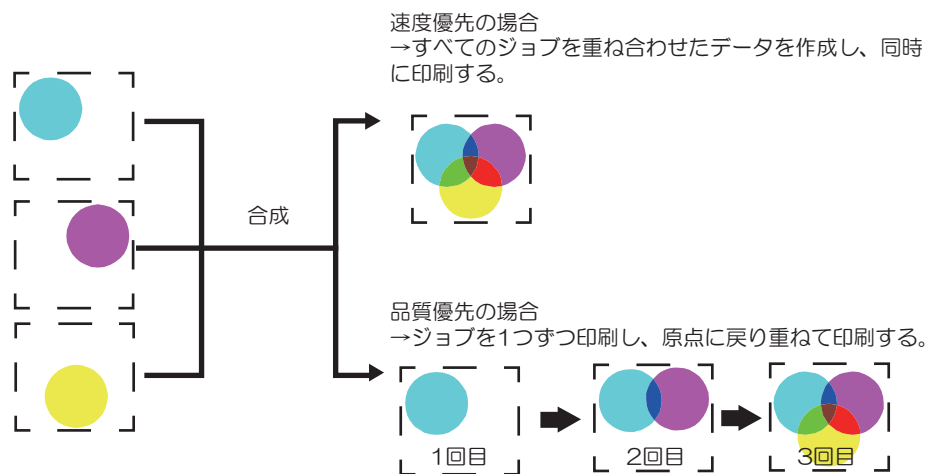 速度優先の場合
→すべてのジョブを重ね合わせたデータを作成し、同時
に印刷する。
合成
品質優先の場合
→ジョブを1つずつ印刷し、原点に戻り重ねて印刷する。
1回目
2回目
3回目